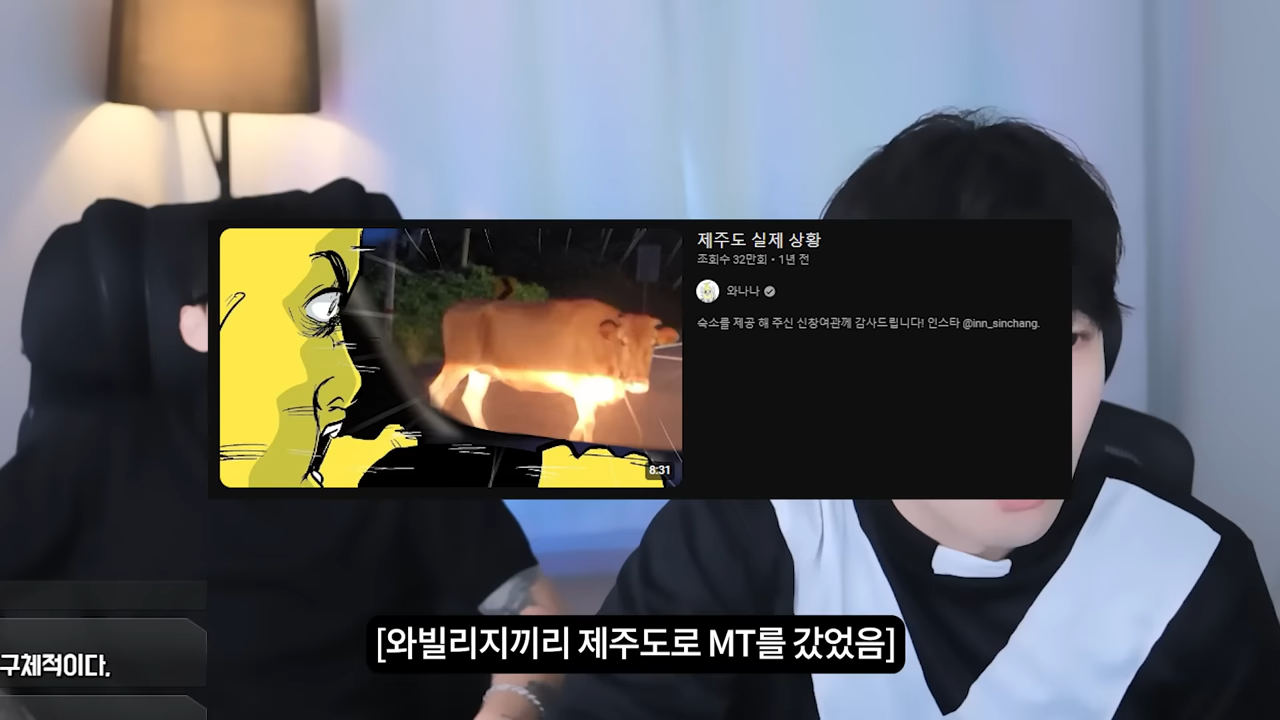 제주도 실제 상황
조회수 32만회 • 1년 전
와나나
숙소를 제공 해 주신 신창여관께 감사드립니다! 인스타 @inn_sinchang.
8:31
구체적이다.
[와빌리지끼리 제주도로 MT를 갔었음]